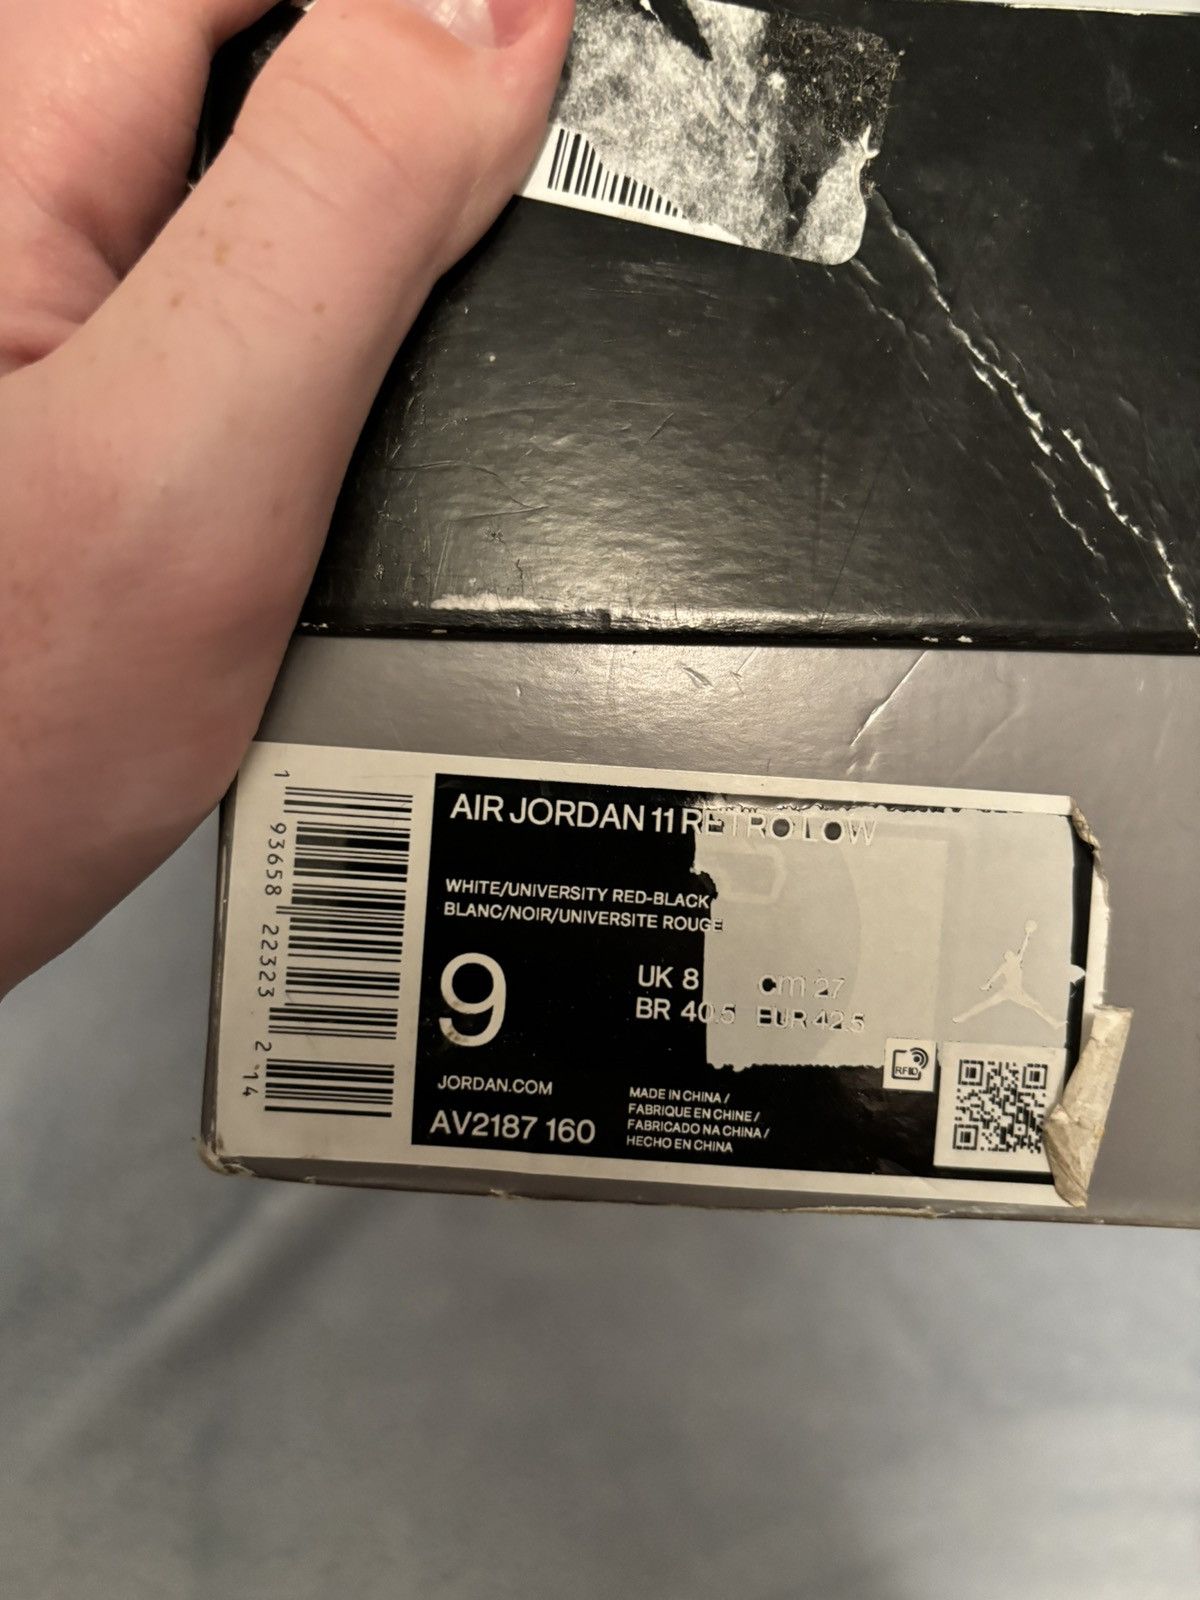 AIR JORDAN 11 RETRO LOW
WHITE/UNIVERSITY RED-BLACK
BLANC/NOIR/UNIVERSITE ROUGE
9
UK 8 cm 27
BR 40.5 EUR 42.5
JORDAN.COM
AV2187 160
MADE IN CHINA /
FABRIQUE EN CHINE /
FABRICADO NA CHINA /
HECHO EN CHINA
RFID
1 93658 22323 2 14